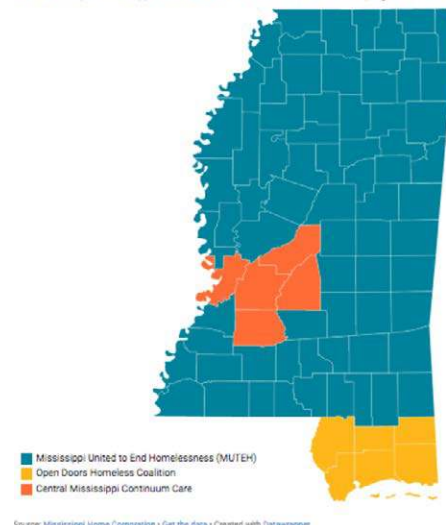 Mississippi United to End Homelessness (MUTEH)
Open Doors Homeless Coalition
Central Mississippi Continuum Care
Source: Mississippi Home Corporation • Get the data • Created with Datawrapper